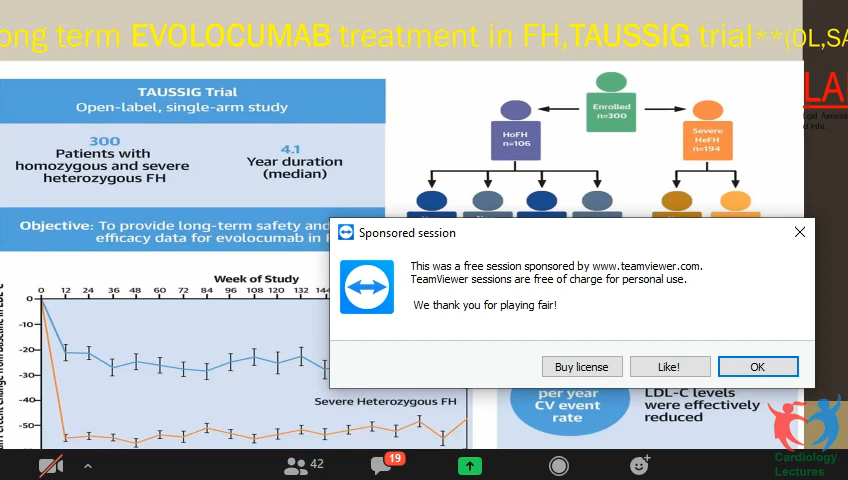 ong term EVOLOCUMAB treatment in FH,TAUSSIG trial**(OL,SA
TAUSSIG Trial
Open-label, single-arm study
300
Patients with
homozygous and severe
heterozygous FH
4.1
Year duration
(median)
Enrolled
n=300
HoFH
n=106
Severe
HeFH
n=194
LA
Objective: To provide long-term safety and
efficacy data for evolocumab in
Sponsored session
This was a free session sponsored by www.teamviewer.com.
TeamViewer sessions are free of charge for personal use.
We thank you for playing fair!
Buy license
Like!
OK
Week of Study
0 12 24 36 48 60 72 84 96 108 120 132 144
0
-10
-20
-30
-40
-50
Severe Heterozygous FH
per year
CV event
rate
LDL-C levels
were effectively
reduced
42
19
Cardiology
Lectures